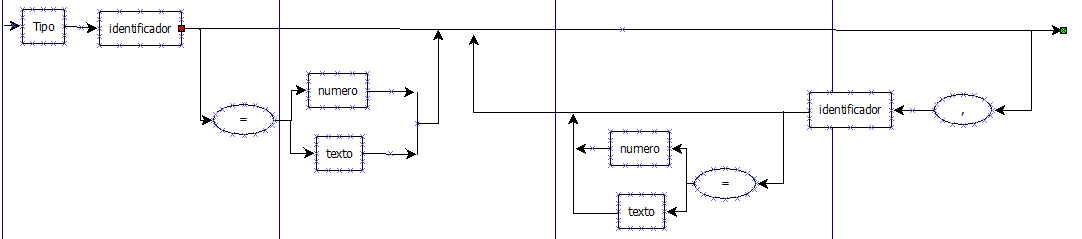 Tipo
identificador
=
numero
texto
identificador
,
numero
=
texto